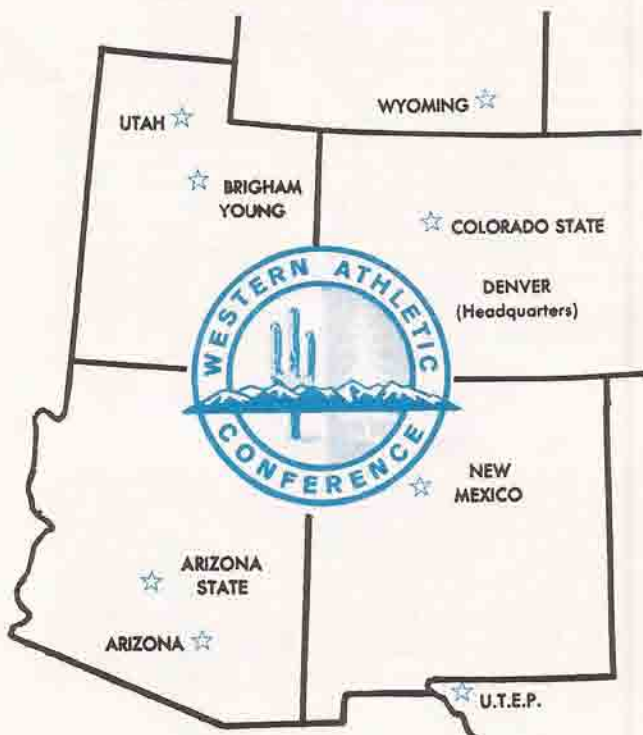 UTAH
WYOMING
BRIGHAM
YOUNG
COLORADO STATE
DENVER
(Headquarters)
WESTERN ATHLETIC
CONFERENCE
NEW
MEXICO
ARIZONA
STATE
ARIZONA
U.T.E.P.